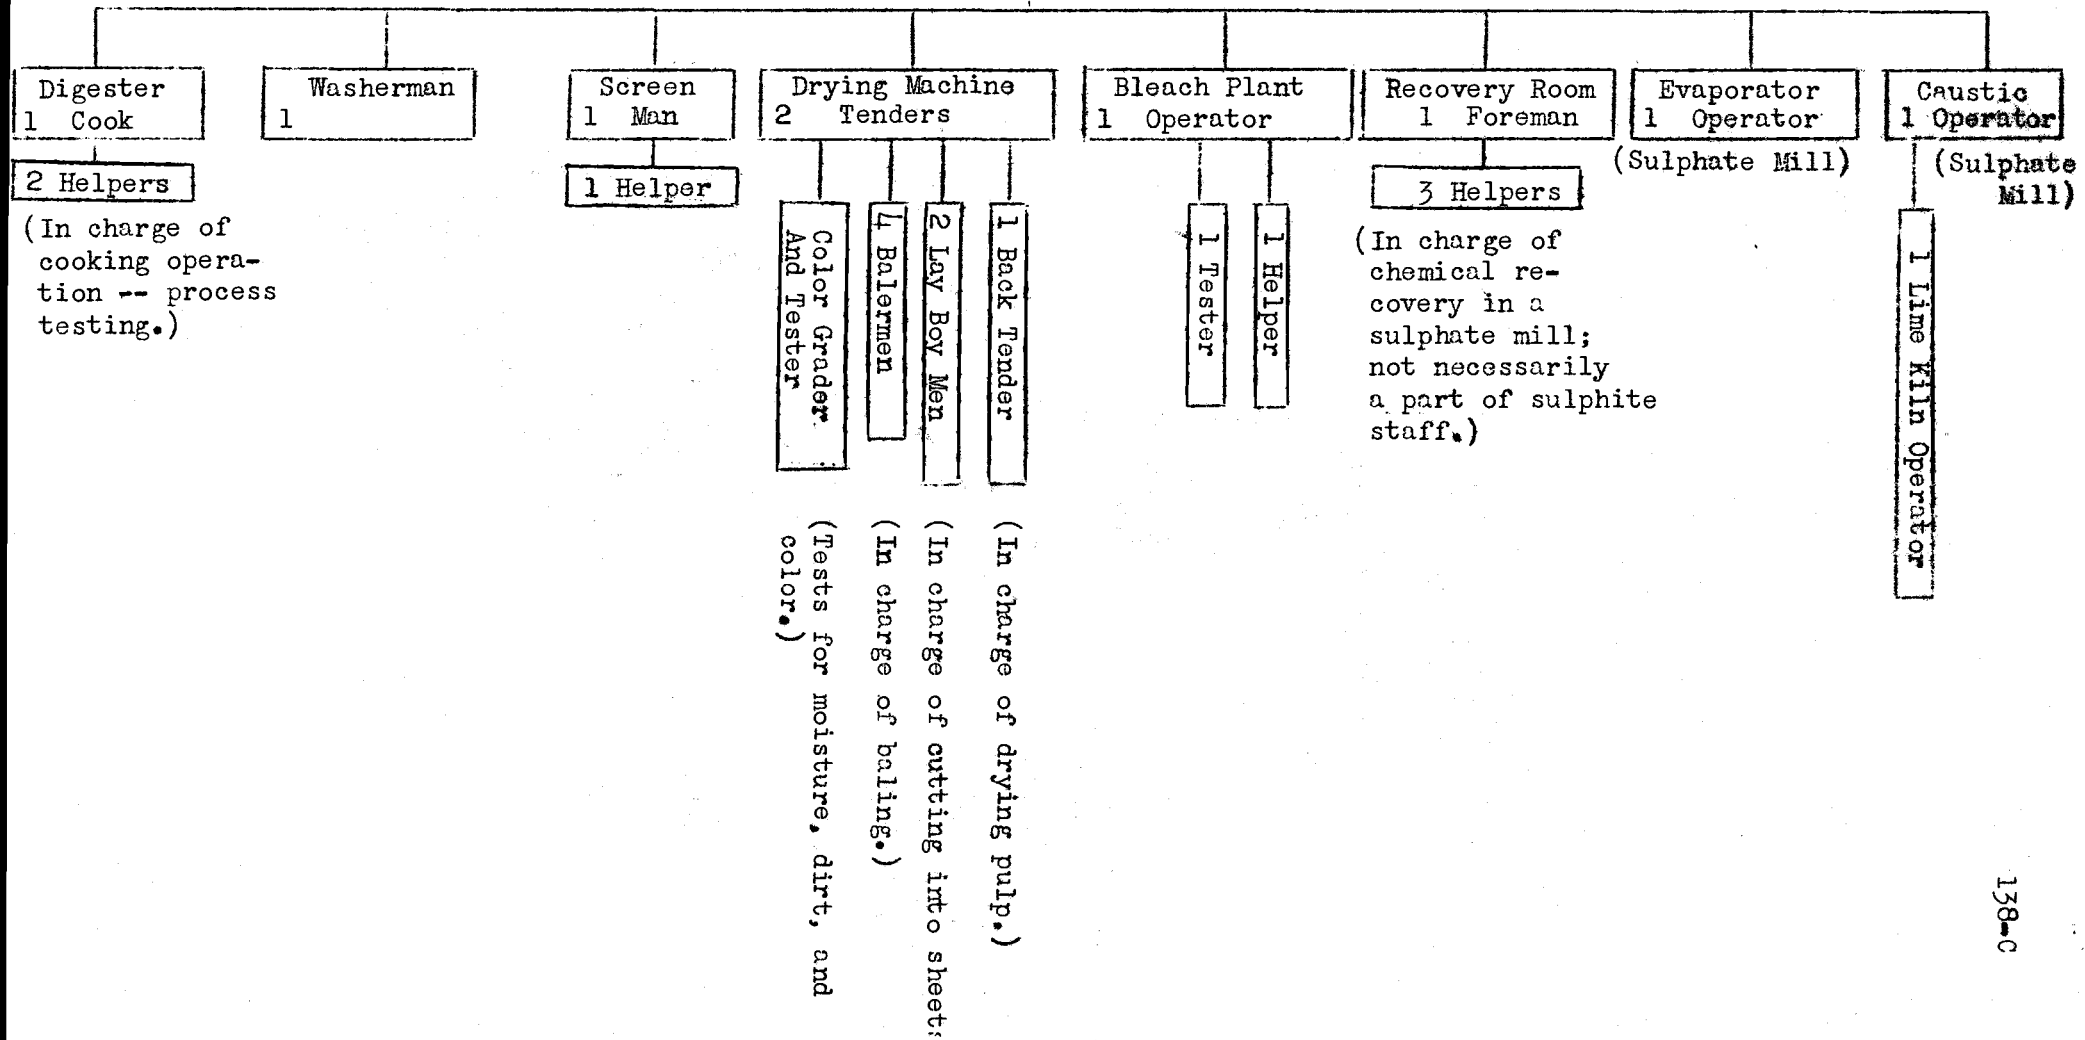 Digester
1 Cook
2 Helpers
(In charge of
cooking opera-
tion -- process
testing.)
Washerman
1
Screen
1 Man
1 Helper
Drying Machine
2 Tenders
Color Grader
And Tester
(Tests for moisture, dirt, and
color.)
4 Balermen
(In charge of baling.)
2 Lay Boy Men
(In charge of cutting into sheets
1 Back Tender
(In charge of drying pulp.)
Bleach Plant
1 Operator
1 Tester
1 Helper
Recovery Room
1 Foreman
3 Helpers
(In charge of
chemical re-
covery in a
sulphate mill;
not necessarily
a part of sulphite
staff.)
Evaporator
1 Operator
(Sulphate Mill)
Caustic
1 Operator
(Sulphate
Mill)
1 Lime Kiln Operator
138-C